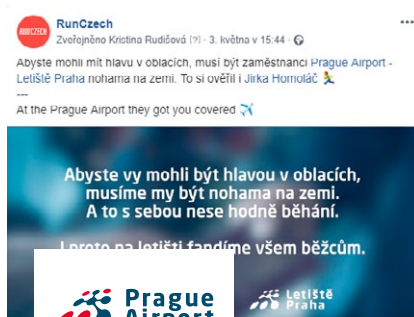 RunCzech
Zveřejněno Kristina Rudičová [?] · 3. května v 15:44 ·
Abyste mohli mít hlavu v oblacích, musí být zaměstnanci Prague Airport -
Letiště Praha nohama na zemi. To si ověřil i Jirka Homoláč
---
At the Prague Airport they got you covered
Abyste vy mohli být hlavou v oblacích,
musíme my být nohama na zemi.
A to s sebou nese hodně běhání.
I proto na letišti fandíme všem běžcům.
Prague
Airport
Letiště
Praha